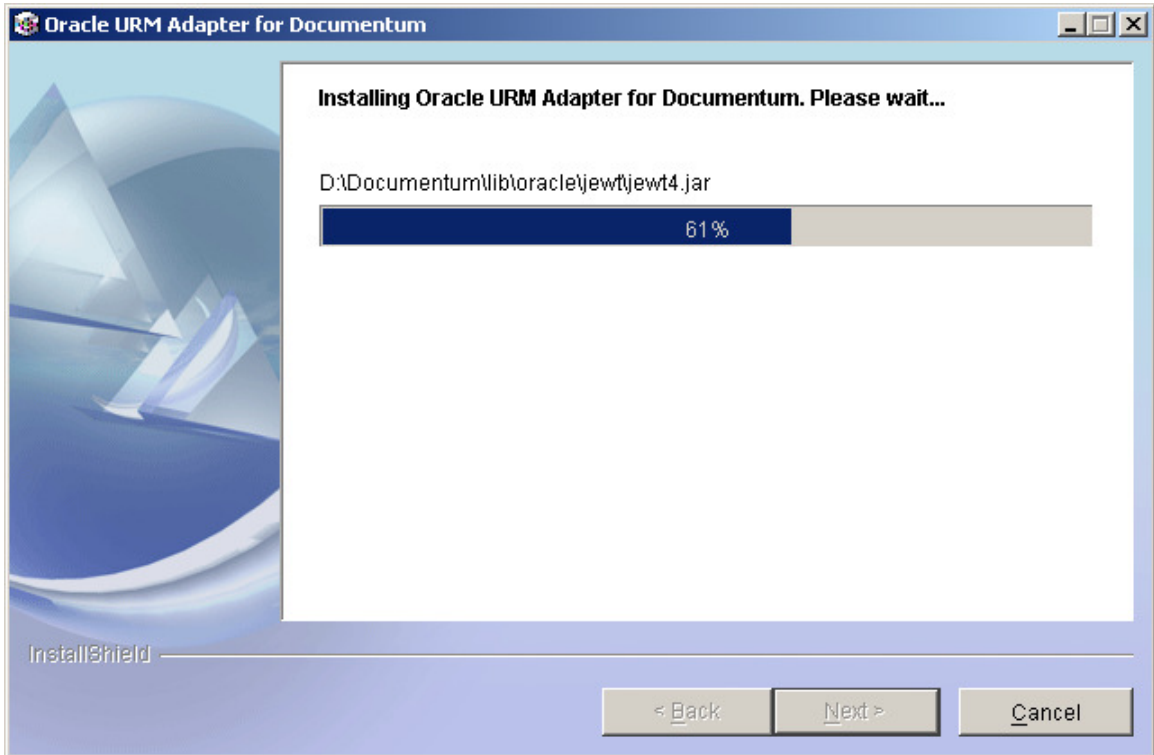 Oracle URM Adapter for Documentum
Installing Oracle URM Adapter for Documentum. Please wait...
D:\Documentum\lib\oracle\jewt\jewt4.jar
61%
InstallShield
< Back Next > Cancel